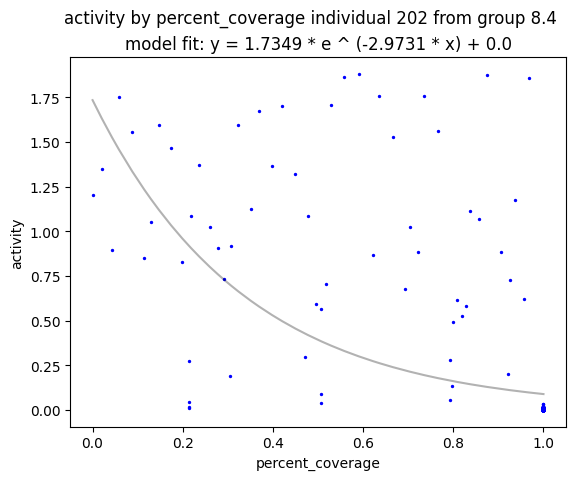 activity by percent_coverage individual 202 from group 8.4
model fit: y = 1.7349 * e ^ (-2.9731 * x) + 0.0
1.75
1.50
1.25
1.00
0.75
0.50
0.25
0.00
activity
0.0 0.2 0.4 0.6 0.8 1.0
percent_coverage